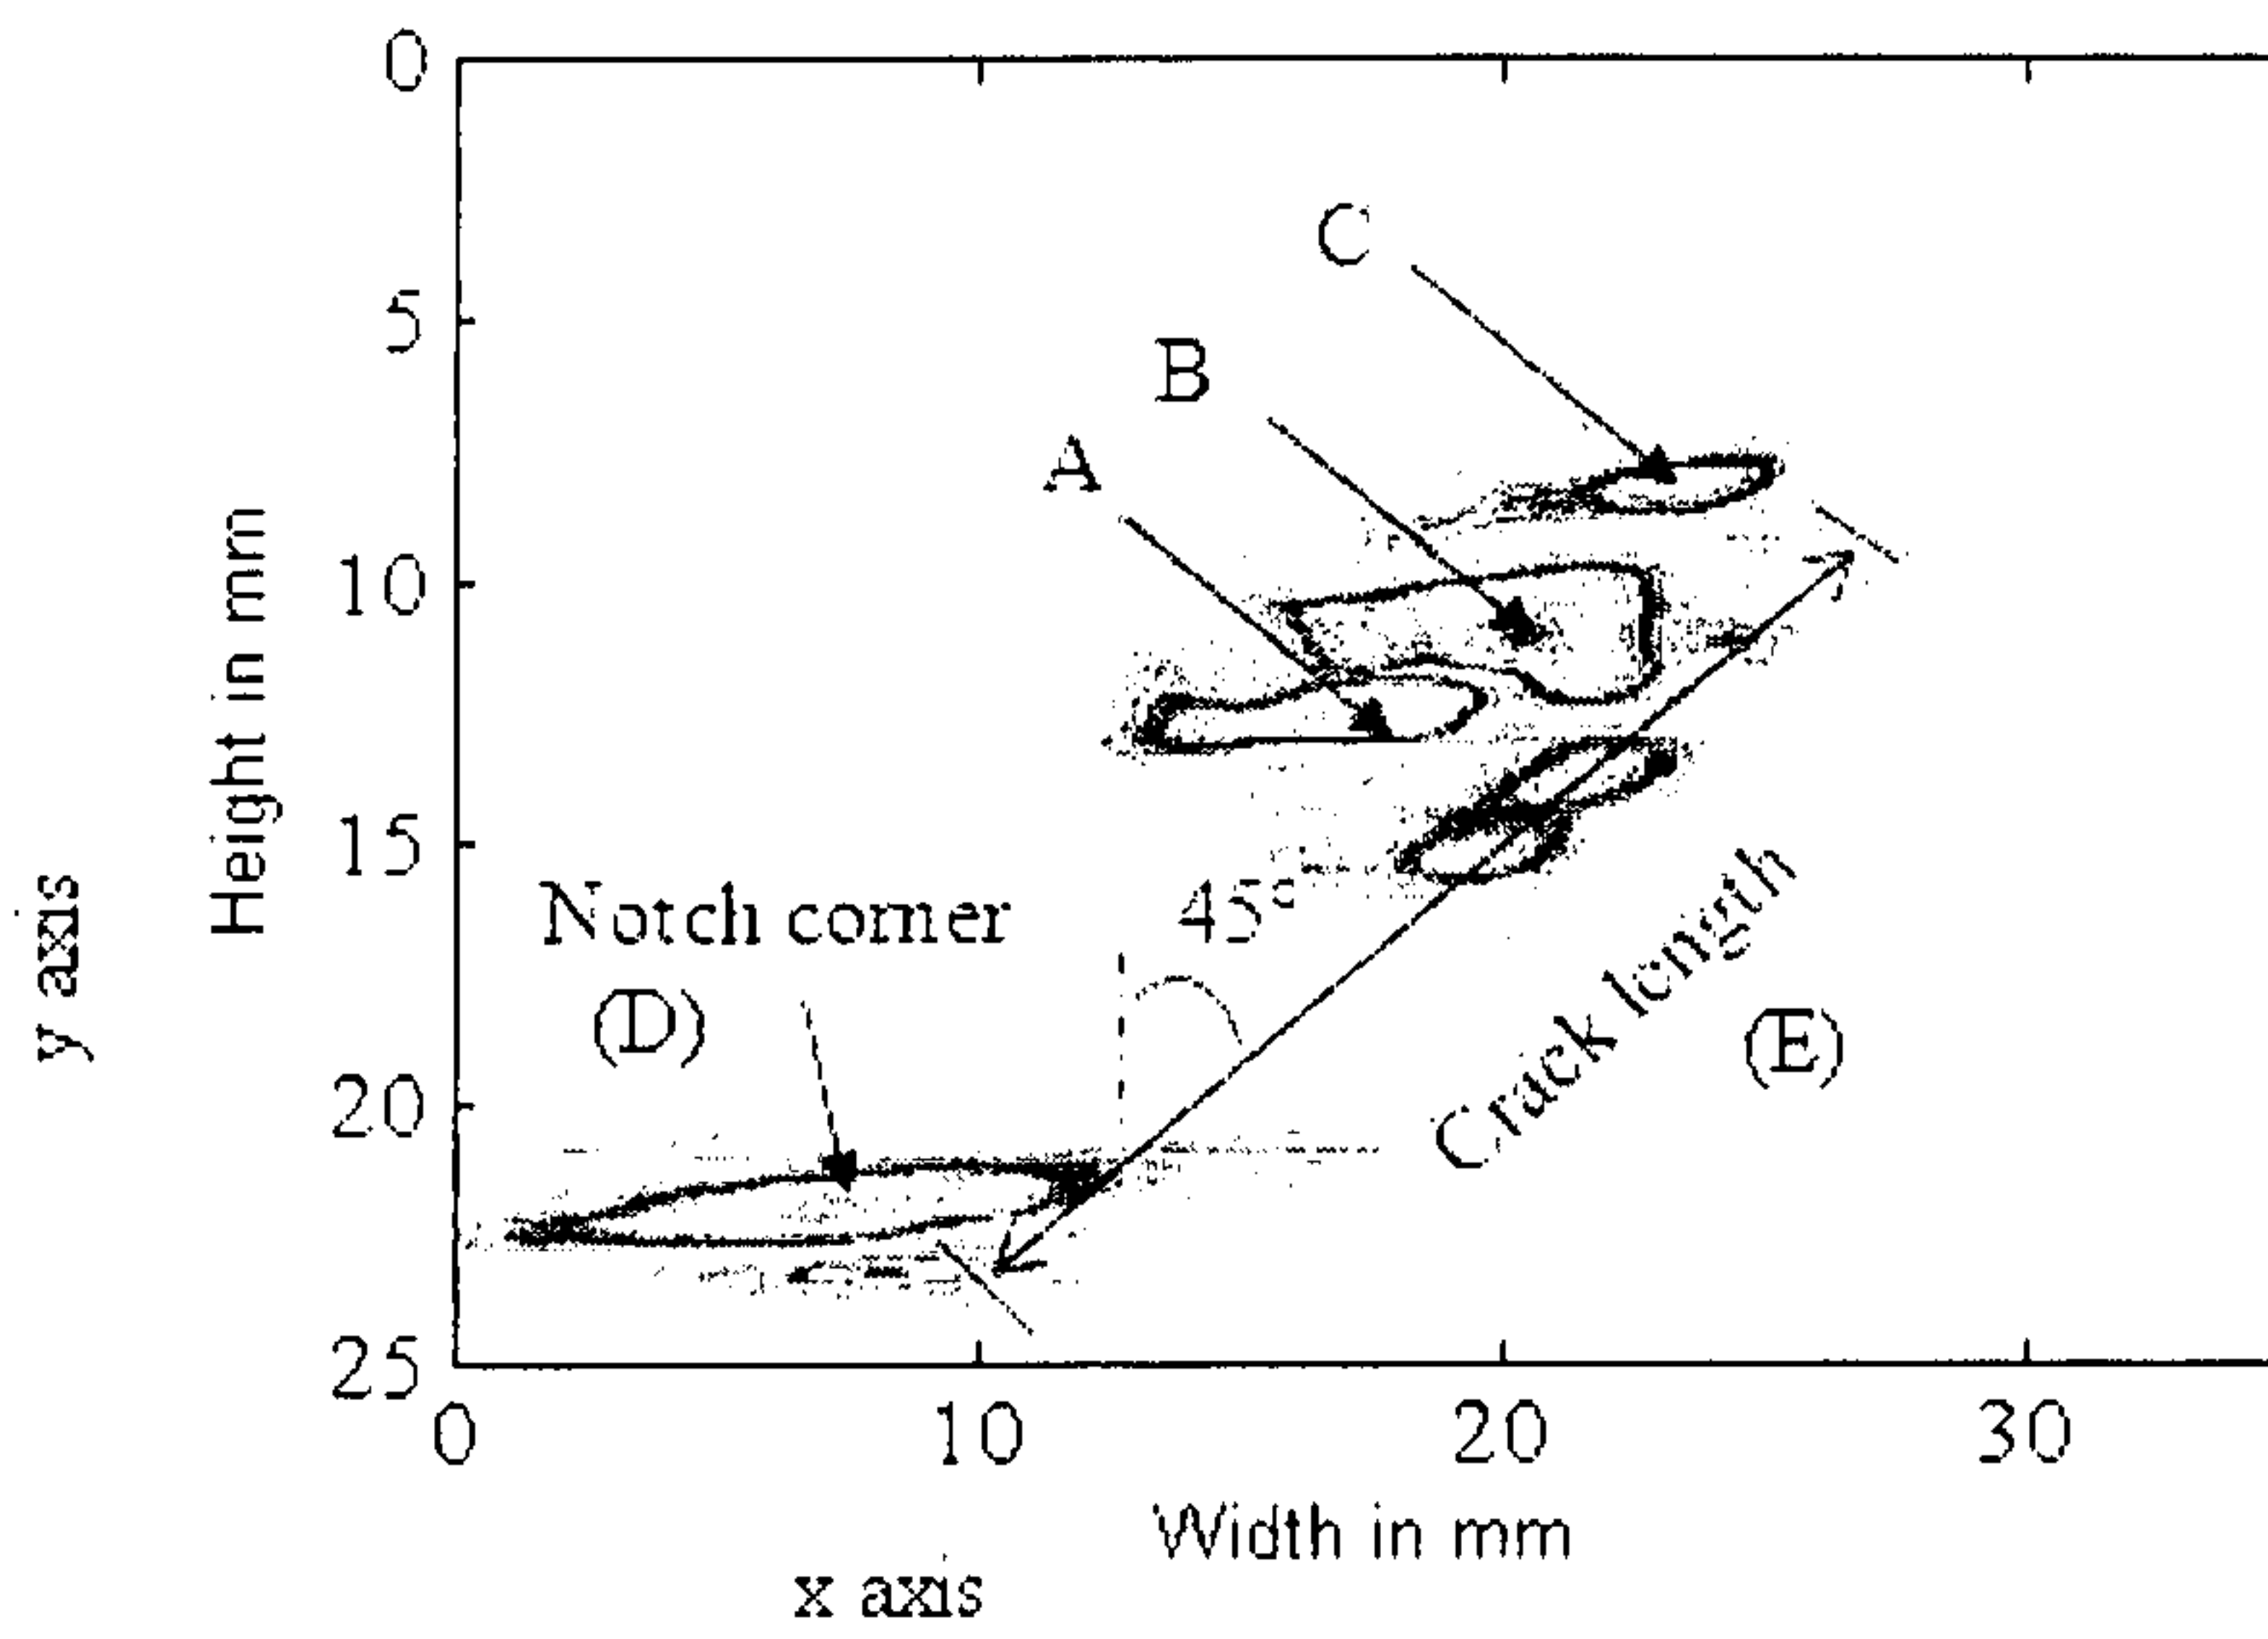 0
5
10
15
20
25
y axis
Height in mm
C
B
A
Notch corner
(D)
45°
Crack length
(E)
0
10
20
30
Width in mm
x axis